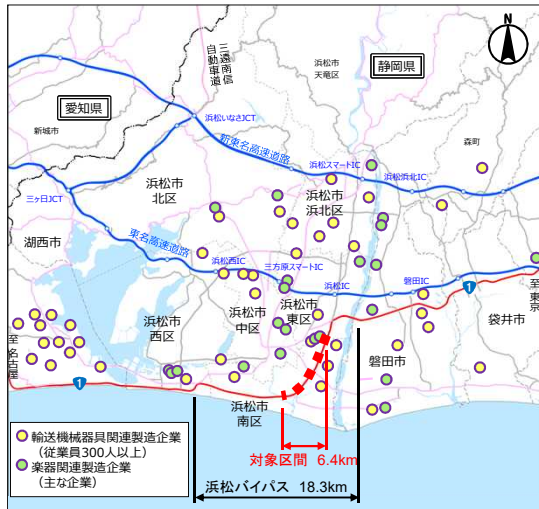 N
三遠南信
自動車道
浜松市
天竜区
静岡県
愛知県
新城市
浜松いなさJCT
森町
新東名高速道路
浜松スマートIC
浜松浜北IC
三ヶ日JCT
浜松市
北区
浜松市
浜北区
湖西市
東名高速道路
浜松西IC
三方原スマートIC
浜松IC
磐田IC
1
至 東京
浜松市
東区
浜松市
中区
袋井市
浜松市
西区
磐田市
至 名古屋
1
浜松市
南区
輸送機械器具関連製造企業
(従業員300人以上)
楽器関連製造企業
(主な企業)
対象区間 6.4km
浜松バイパス 18.3km